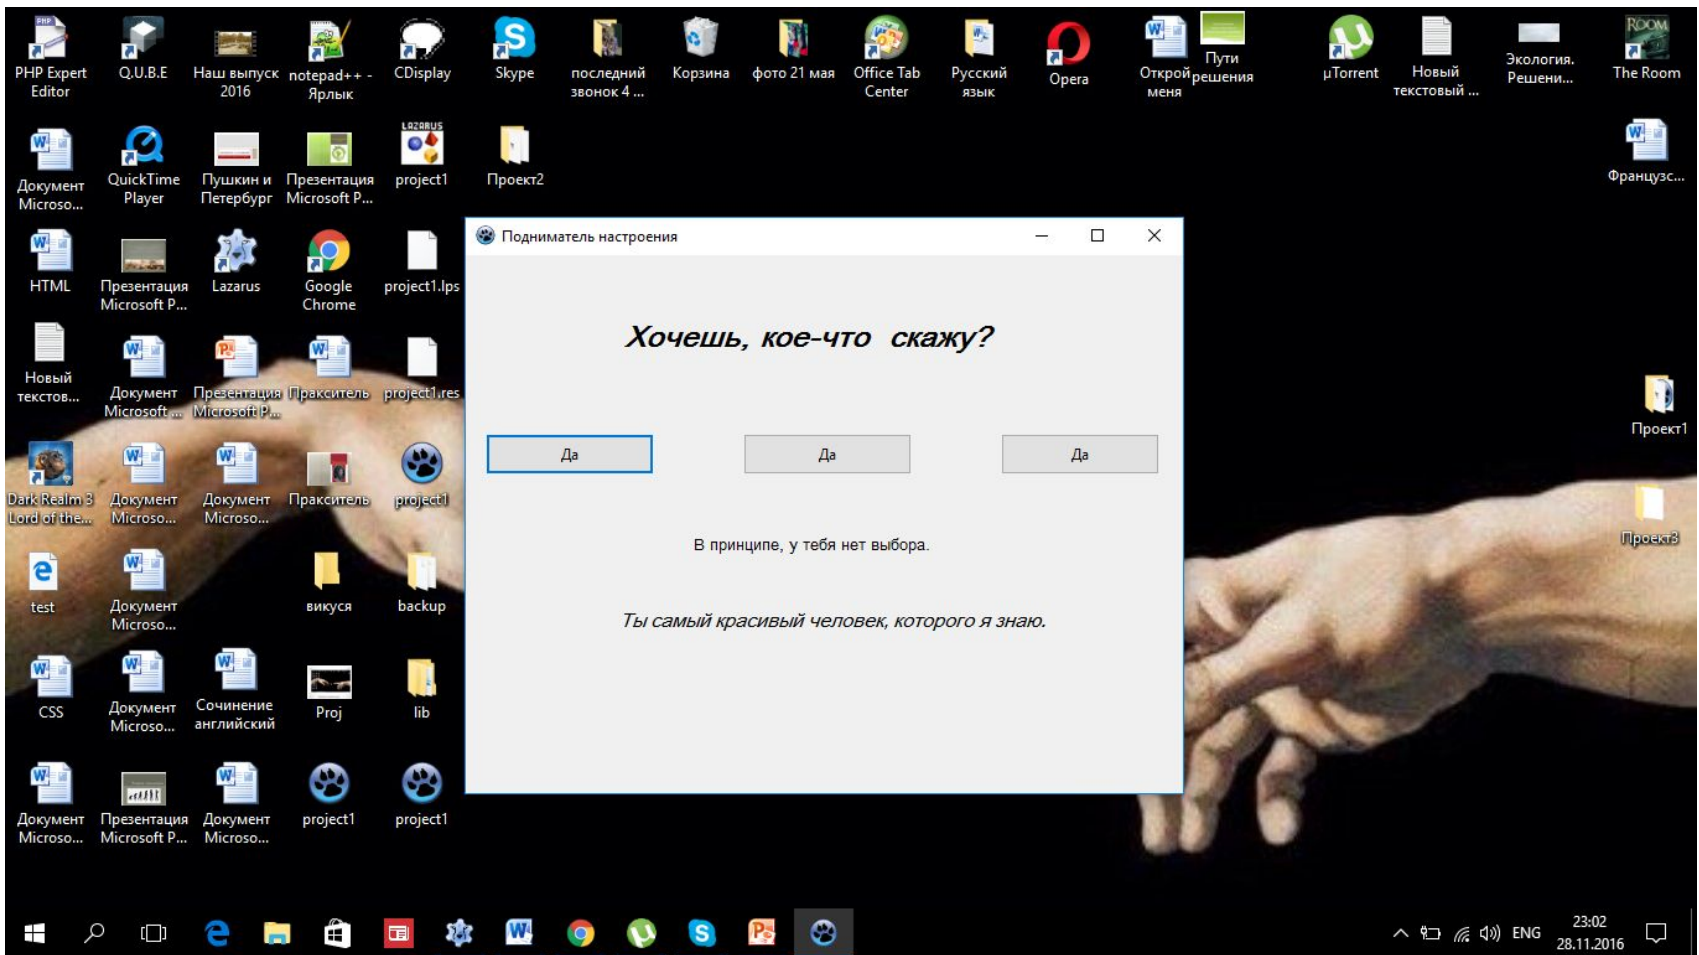 PHP Expert
Editor
Q.U.B.E
Наш выпуск
2016
notepad++ -
Ярлык
CDisplay
Skype
последний
звонок 4 ...
Корзина
фото 21 мая
Office Tab
Center
Русский
язык
Opera
Открой
меня
Пути
решения
µTorrent
Новый
текстовый ...
Экология.
Решени...
ROOM
The Room
Документ
Microso...
QuickTime
Player
Пушкин и
Петербург
Презентация
Microsoft P...
LAZARUS
project1
Проект2
Французс...
HTML
Презентация
Microsoft P...
Lazarus
Google
Chrome
project1.lps
Подниматель настроения
Хочешь, кое-что скажу?
Да
Да
Да
В принципе, у тебя нет выбора.
Ты самый красивый человек, которого я знаю.
Новый
текстов...
Документ
Microsoft ...
Презентация
Microsoft P...
Пракситель
project1.res
Проект1
Dark Realm 3
Lord of the...
Документ
Microso...
Документ
Microso...
Пракситель
project1
Проект3
test
Документ
Microso...
викуся
backup
CSS
Документ
Microso...
Сочинение
английский
Proj
lib
Документ
Microso...
Презентация
Microsoft P...
Документ
Microso...
project1
project1
ENG
23:02
28.11.2016